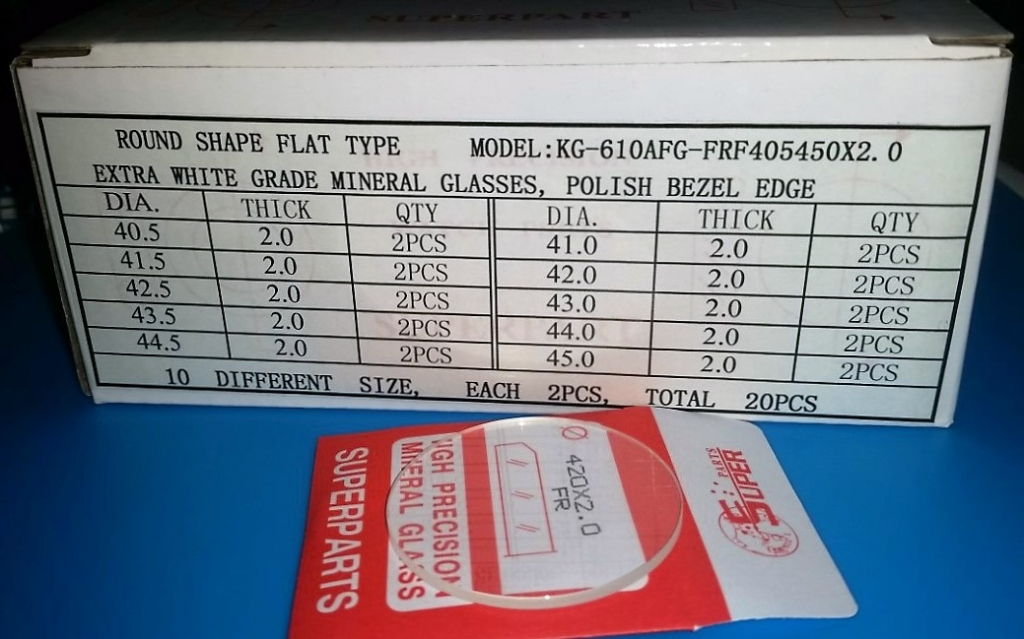 SUPERPART
ROUND SHAPE FLAT TYPE MODEL:KG-610AFG-FRF405450X2.0
EXTRA WHITE GRADE MINERAL GLASSES, POLISH BEZEL EDGE
DIA. THICK QTY DIA. THICK QTY
40.5 2.0 2PCS 41.0 2.0 2PCS
41.5 2.0 2PCS 42.0 2.0 2PCS
42.5 2.0 2PCS 43.0 2.0 2PCS
43.5 2.0 2PCS 44.0 2.0 2PCS
44.5 2.0 2PCS 45.0 2.0 2PCS
10 DIFFERENT SIZE, EACH 2PCS, TOTAL 20PCS
SUPERPARTS
HIGH PRECISION
MINERAL GLASS
Ø 420X2.0
FR
SUPER
PARTS